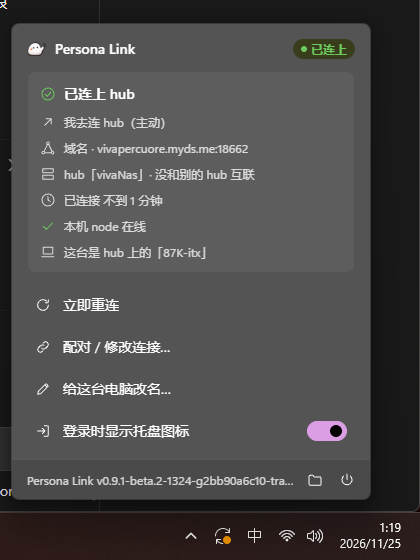 Persona Link
已连上
已连上 hub
我去连 hub（主动）
域名 · vivapercuore.myds.me:18662
hub「vivaNas」· 没和别的 hub 互联
已连接 不到 1 分钟
本机 node 在线
这台是 hub 上的「87K-itx」
立即重连
配对 / 修改连接...
给这台电脑改名...
登录时显示托盘图标
Persona Link v0.9.1-beta.2-1324-g2bb90a6c10-tra...
中
1:19
2026/11/25